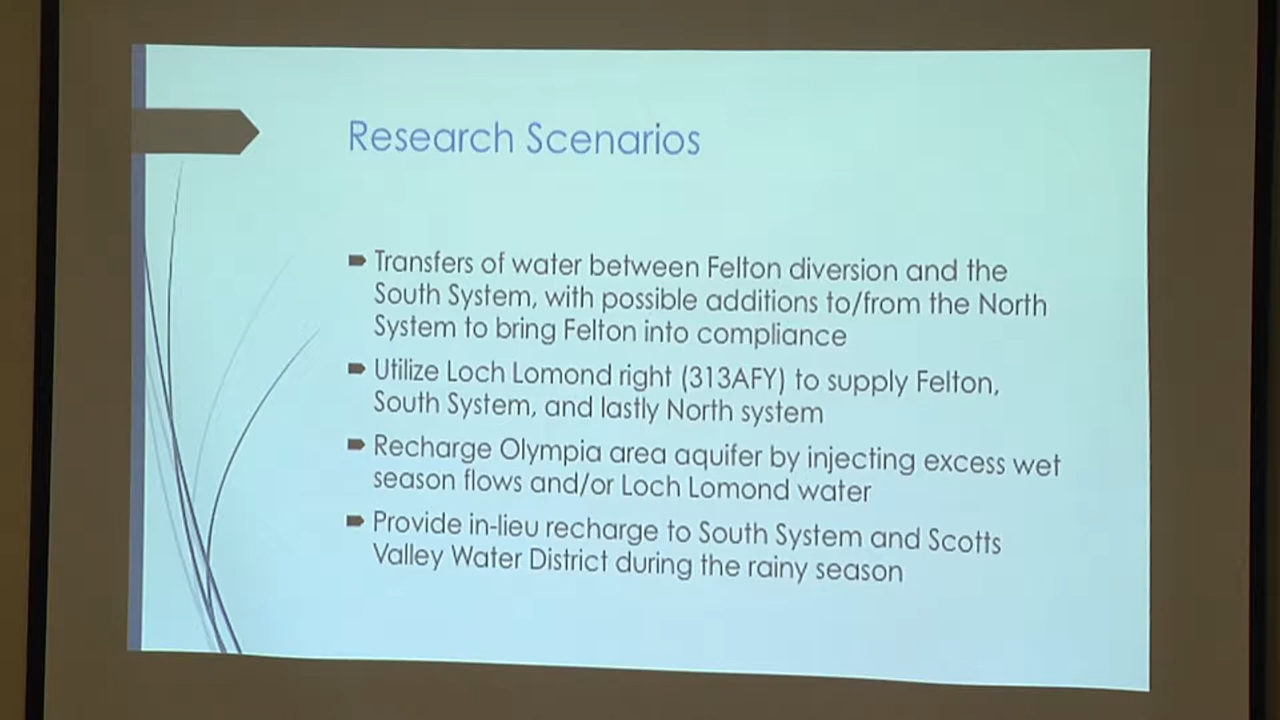 Research Scenarios
Transfers of water between Felton diversion and the
South System, with possible additions to/from the North
System to bring Felton into compliance
Utilize Loch Lomond right (313AFY) to supply Felton,
South System, and lastly North system
Recharge Olympia area aquifer by injecting excess wet
season flows and/or Loch Lomond water
Provide in-lieu recharge to South System and Scotts
Valley Water District during the rainy season